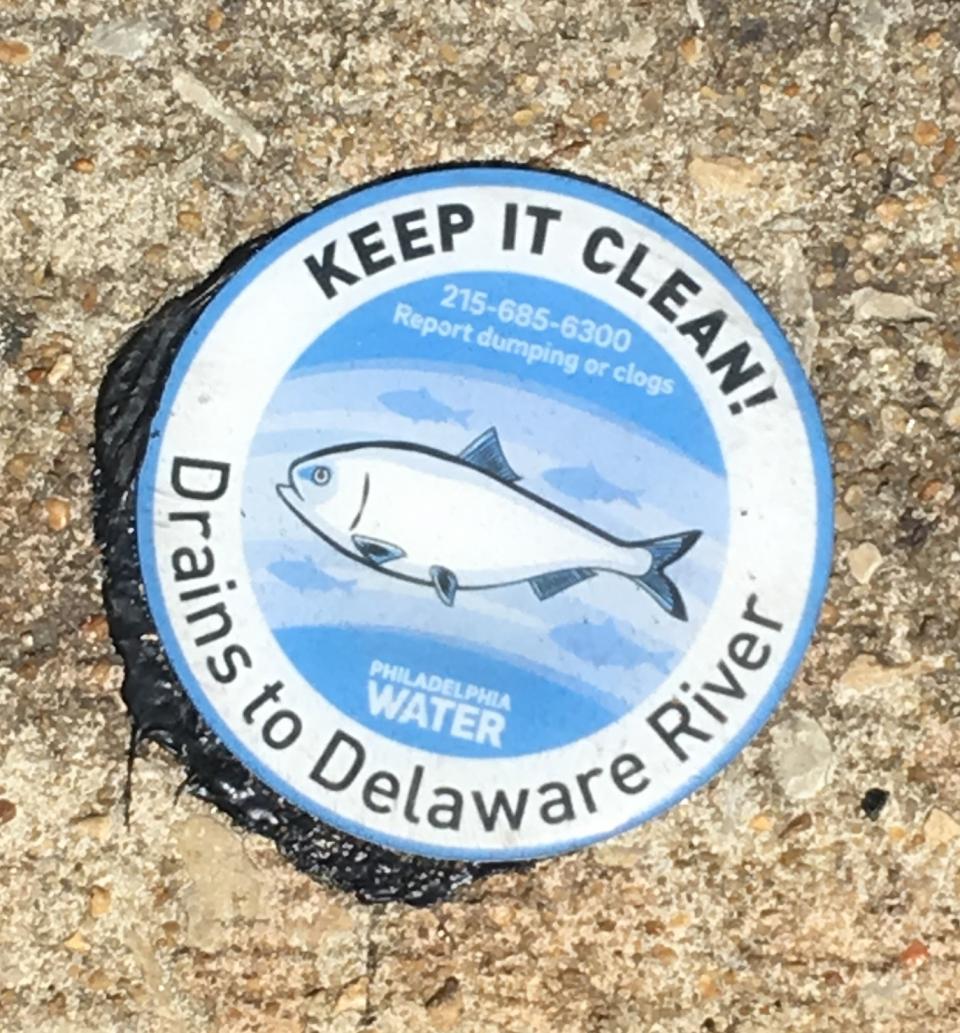 KEEP IT CLEAN!
215-685-6300
Report dumping or clogs
PHILADELPHIA
WATER
Drains to Delaware River